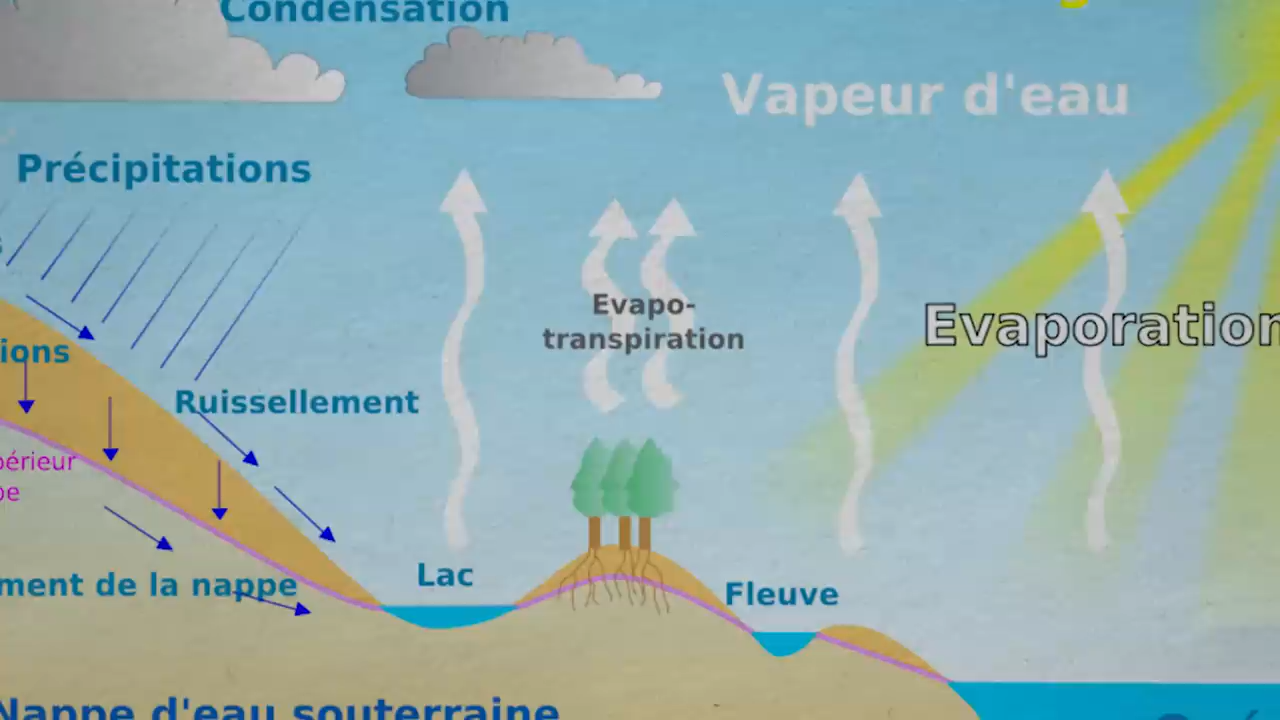 Condensation
Vapeur d'eau
Précipitations
Evapo-
transpiration
Evaporation
ions
Ruissellement
périeur
pe
ment de la nappe
Lac
Fleuve
Nappe d'eau souterraine